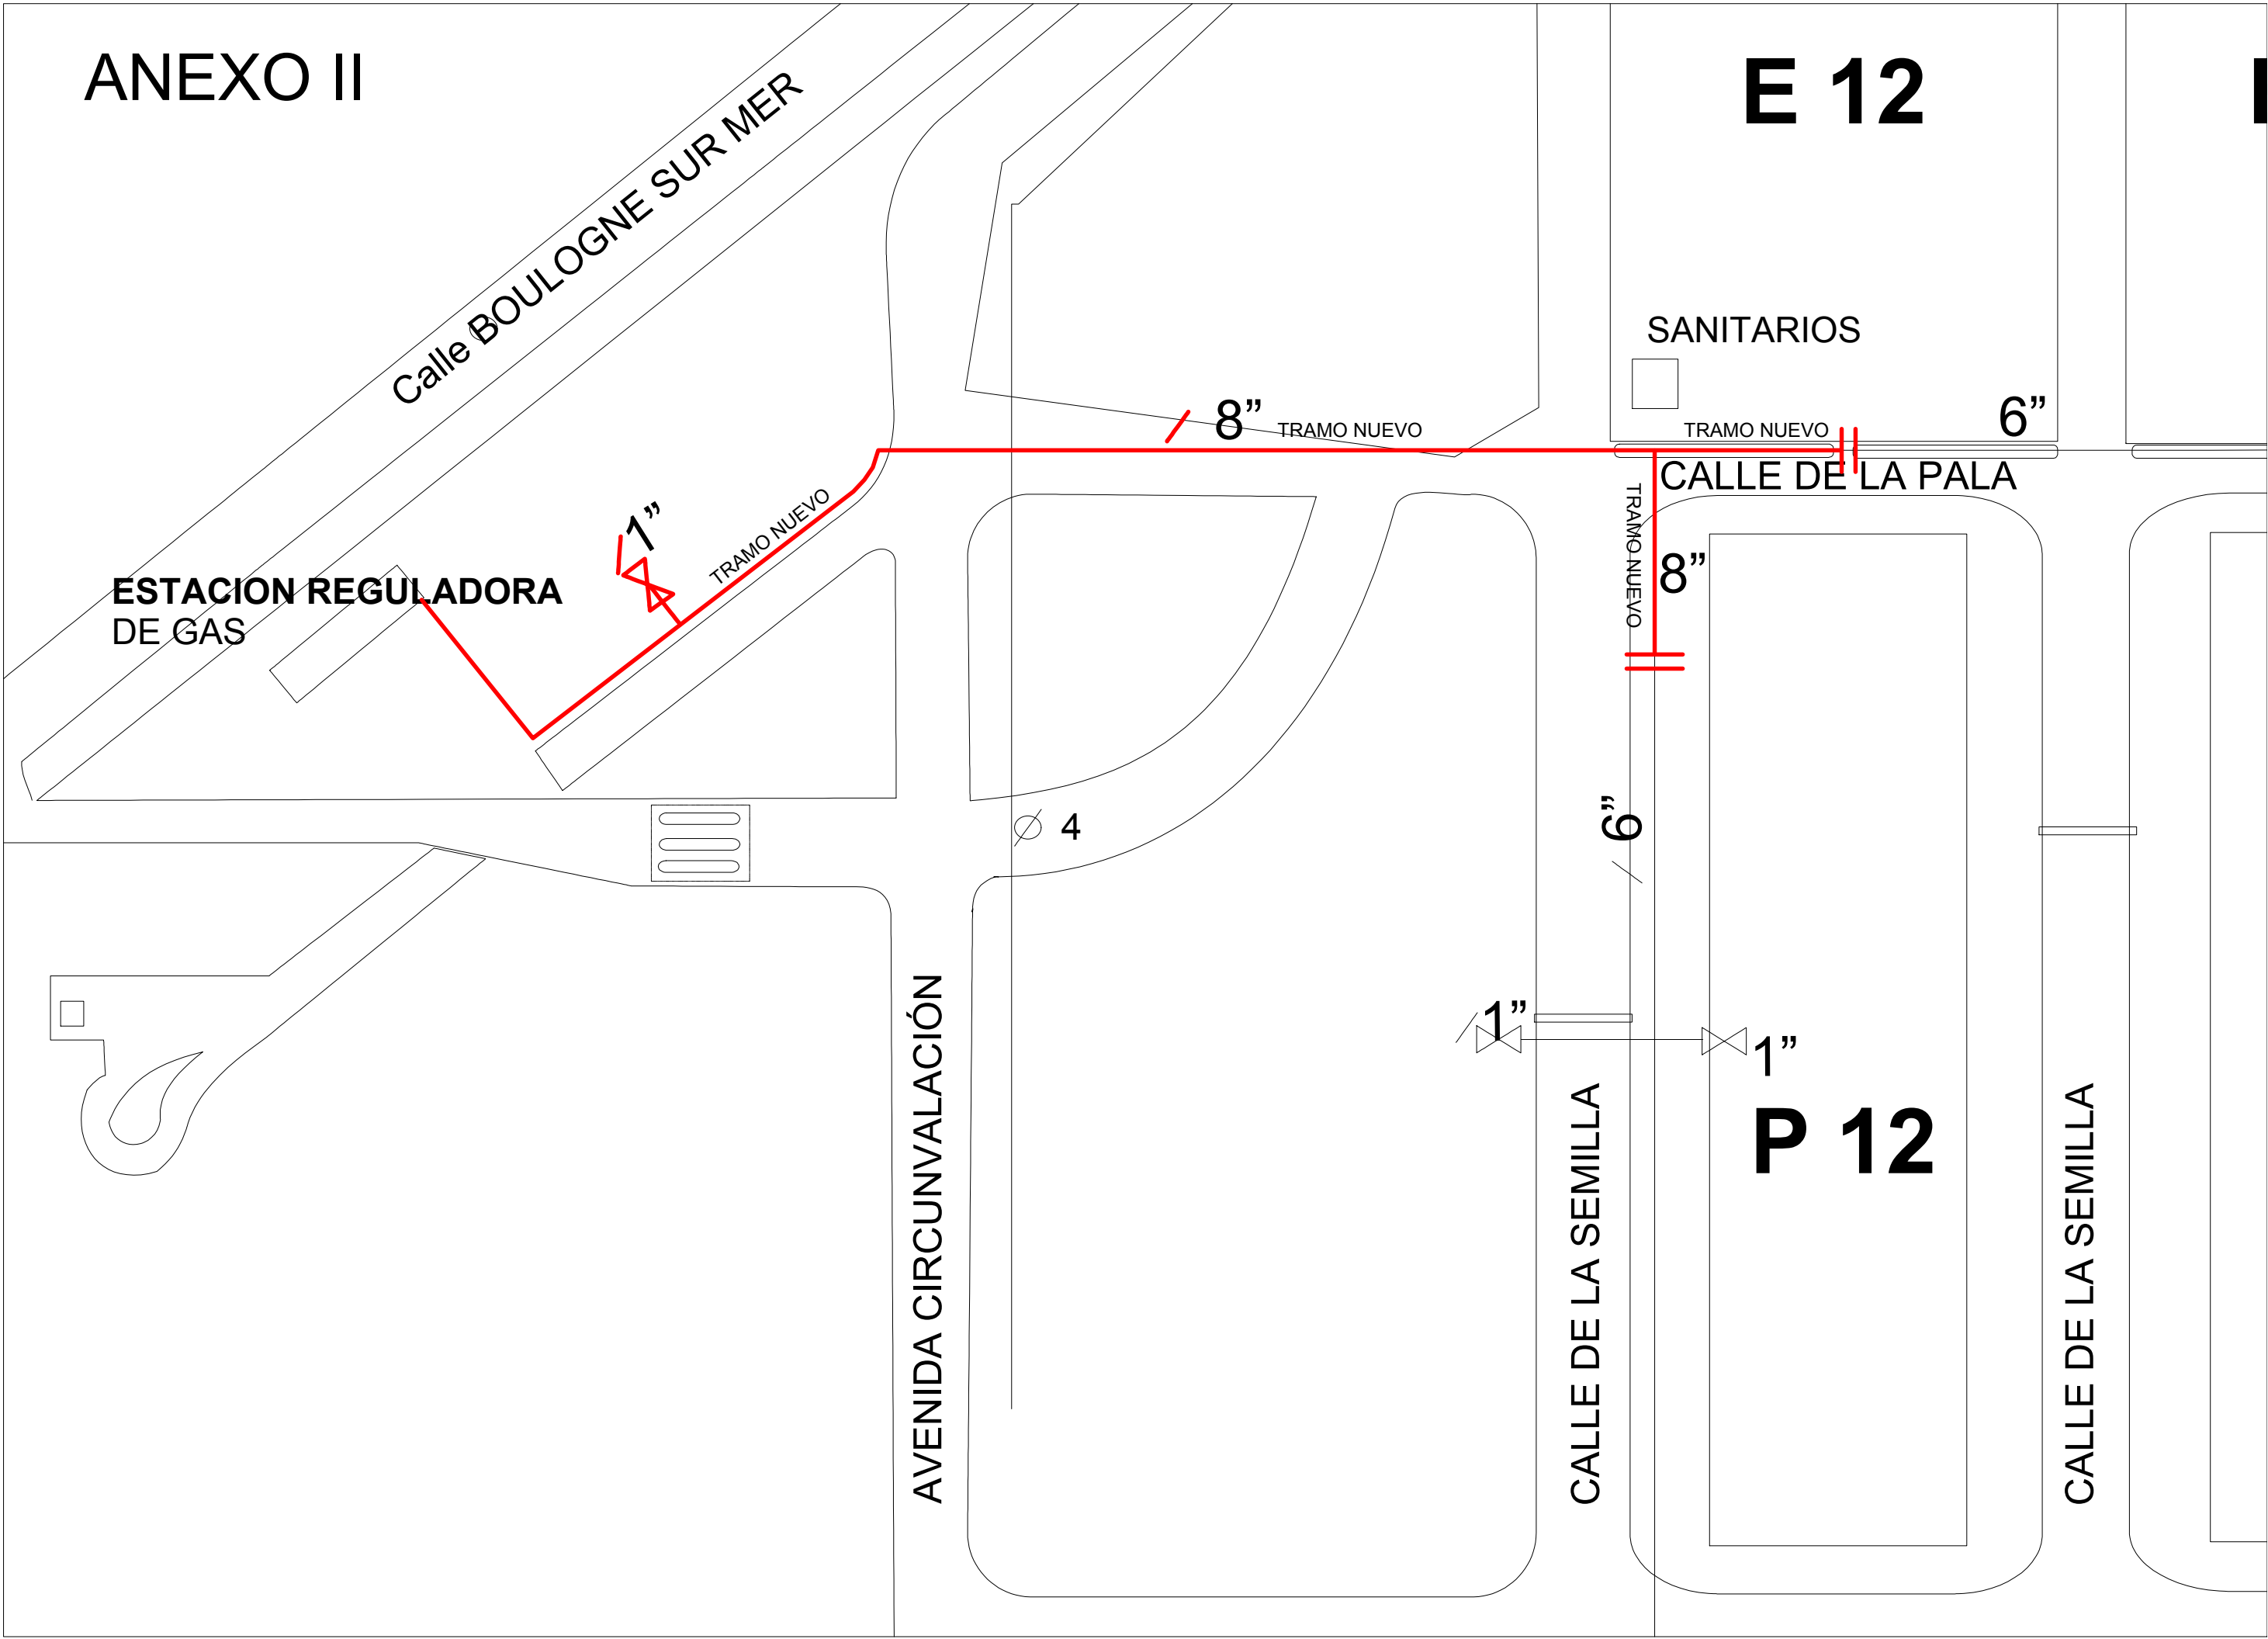 ANEXO II
E 12
Calle BOULOGNE SUR MER
SANITARIOS
8”
TRAMO NUEVO
TRAMO NUEVO
6”
CALLE DE LA PALA
1”
TRAMO NUEVO
TRAMO NUEVO
8”
ESTACION REGULADORA
DE GAS
4
6”
1”
1”
P 12
AVENIDA CIRCUNVALACIÓN
CALLE DE LA SEMILLA
CALLE DE LA SEMILLA